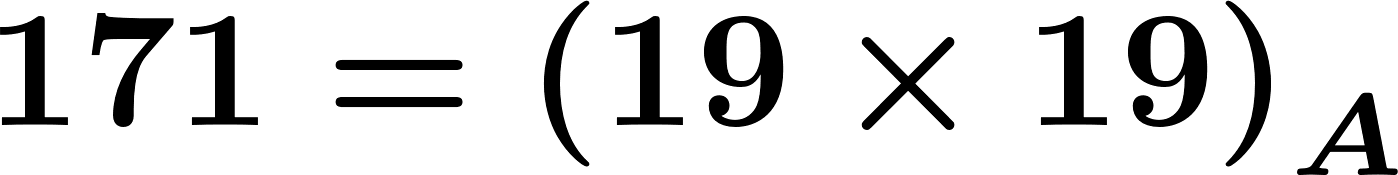 171 = (19 × 19)_A